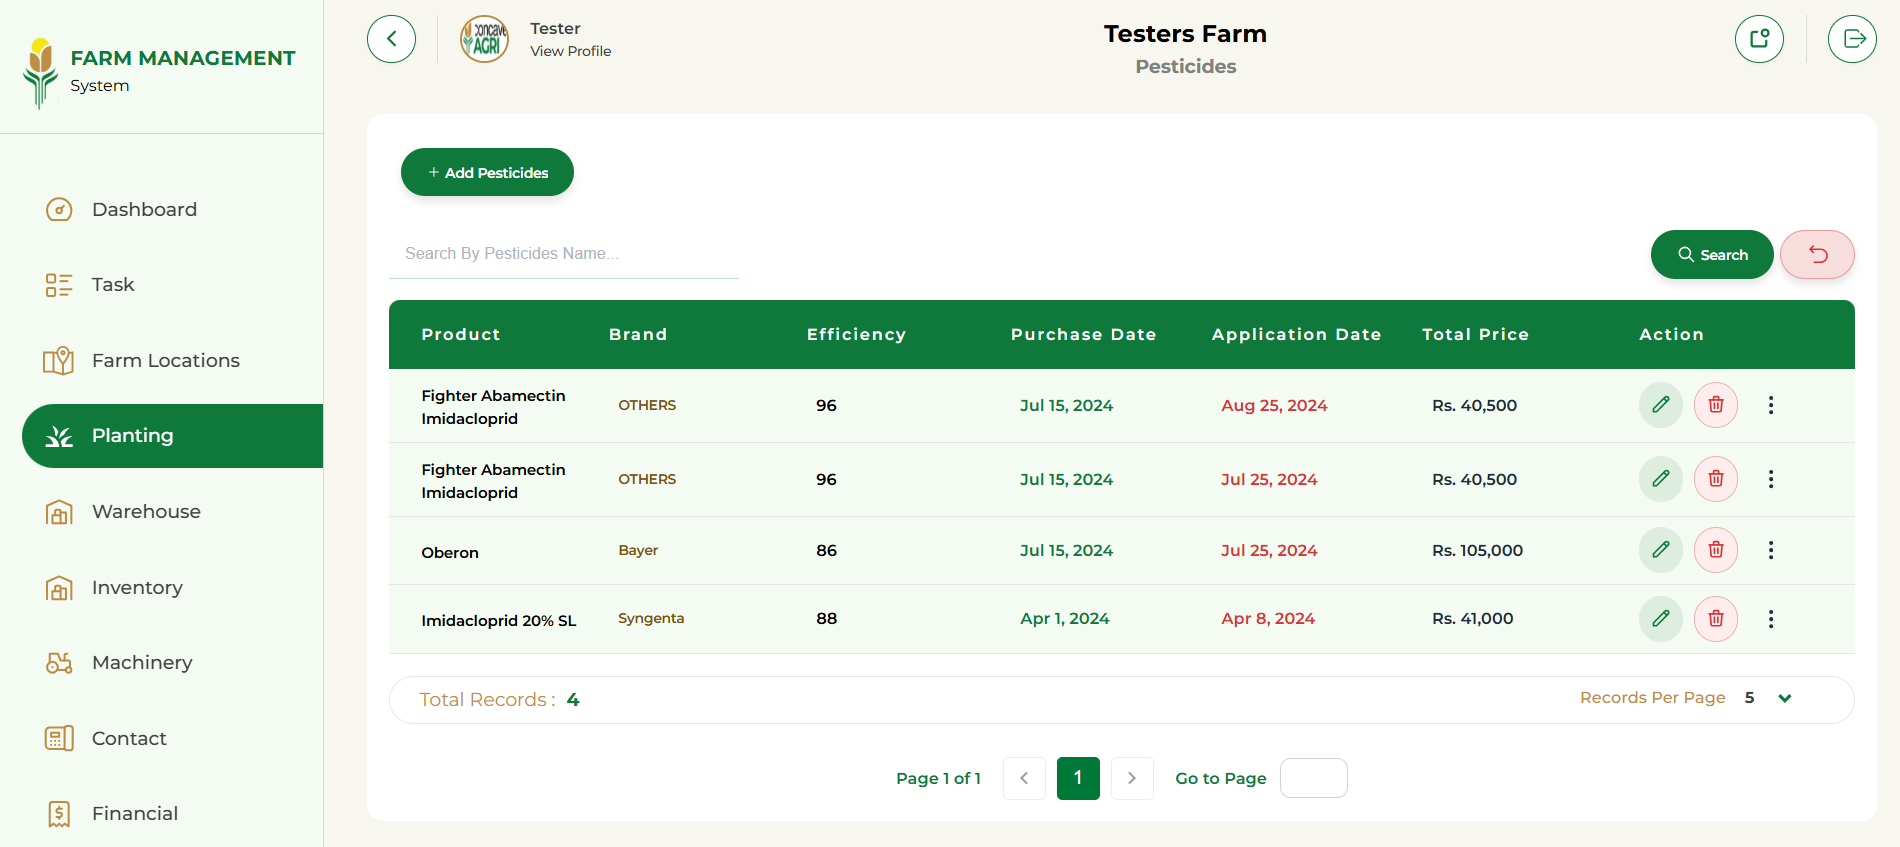 FARM MANAGEMENT
System
Dashboard
Task
Farm Locations
Planting
Warehouse
Inventory
Machinery
Contact
Financial
concave
AGRI
Tester
View Profile
Testers Farm
Pesticides
+ Add Pesticides
Search By Pesticides Name...
Search
Product Brand Efficiency Purchase Date Application Date Total Price Action
Fighter Abamectin
Imidacloprid OTHERS 96 Jul 15, 2024 Aug 25, 2024 Rs. 40,500
Fighter Abamectin
Imidacloprid OTHERS 96 Jul 15, 2024 Jul 25, 2024 Rs. 40,500
Oberon Bayer 86 Jul 15, 2024 Jul 25, 2024 Rs. 105,000
Imidacloprid 20% SL Syngenta 88 Apr 1, 2024 Apr 8, 2024 Rs. 41,000
Total Records : 4 Records Per Page 5
Page 1 of 1 1 Go to Page